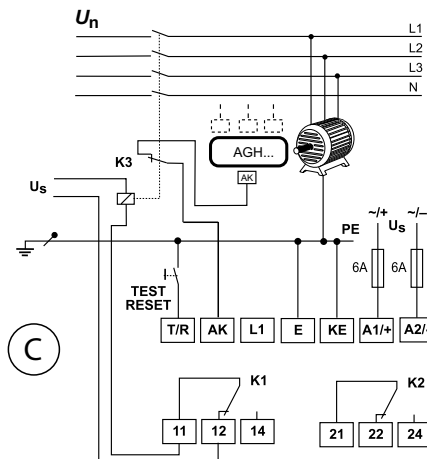 Un
L1
L2
L3
N
K3
AGH...
AK
Us
PE
~/+ Us ~/–
6A 6A
TEST
RESET
T/R AK L1 E KE A1/+ A2/-
C
K1 K2
11 12 14 21 22 24